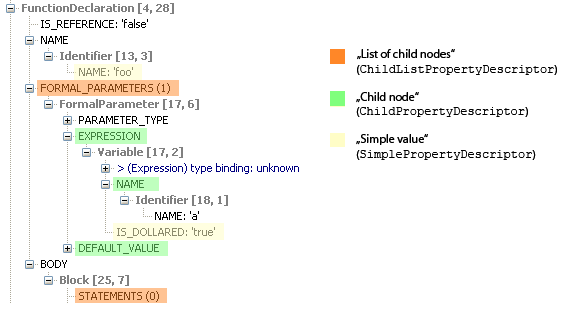 FunctionDeclaration [4, 28]
IS_REFERENCE: 'false'
NAME
Identifier [13, 3]
NAME: 'foo'
FORMAL_PARAMETERS (1)
FormalParameter [17, 6]
PARAMETER_TYPE
EXPRESSION
Variable [17, 2]
> (Expression) type binding: unknown
NAME
Identifier [18, 1]
NAME: 'a'
IS_DOLLARED: 'true'
DEFAULT_VALUE
BODY
Block [25, 7]
STATEMENTS (0)
„List of child nodes“
(ChildListPropertyDescriptor)
„Child node“
(ChildPropertyDescriptor)
„Simple value“
(SimplePropertyDescriptor)